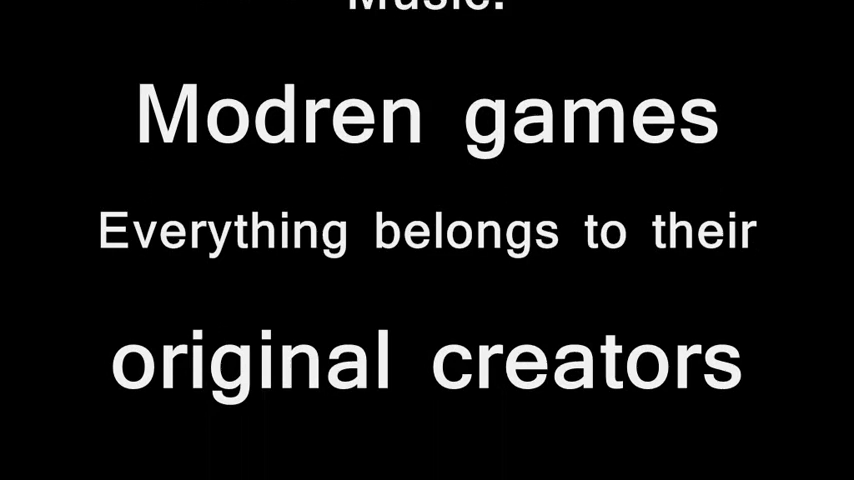 Music:
Modren games
Everything belongs to their
original creators